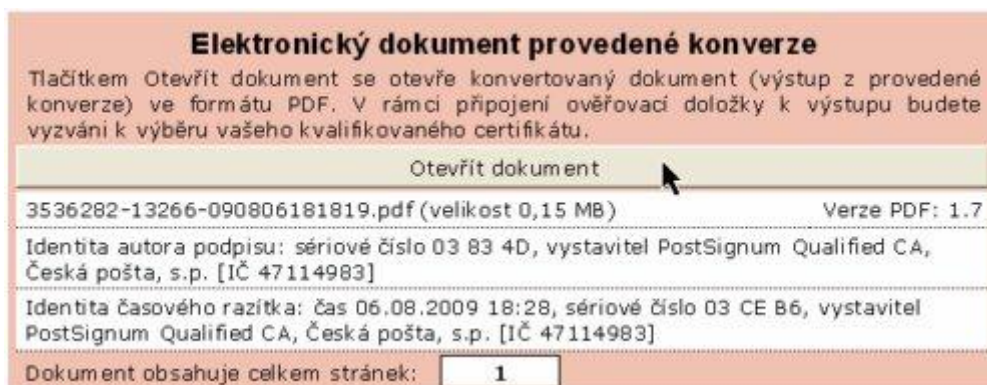 Elektronický dokument provedené konverze
Tlačítkem Otevřít dokument se otevře konvertovaný dokument (výstup z provedené
konverze) ve formátu PDF. V rámci připojení ověřovací doložky k výstupu budete
vyzváni k výběru vašeho kvalifikovaného certifikátu.
Otevřít dokument
3536282-13266-090806181819.pdf (velikost 0,15 MB) Verze PDF: 1.7
Identita autora podpisu: sériové číslo 03 83 4D, vystavitel PostSignum Qualified CA,
Česká pošta, s.p. [IČ 47114983]
Identita časového razítka: čas 06.08.2009 18:28, sériové číslo 03 CE B6, vystavitel
PostSignum Qualified CA, Česká pošta, s.p. [IČ 47114983]
Dokument obsahuje celkem stránek: 1